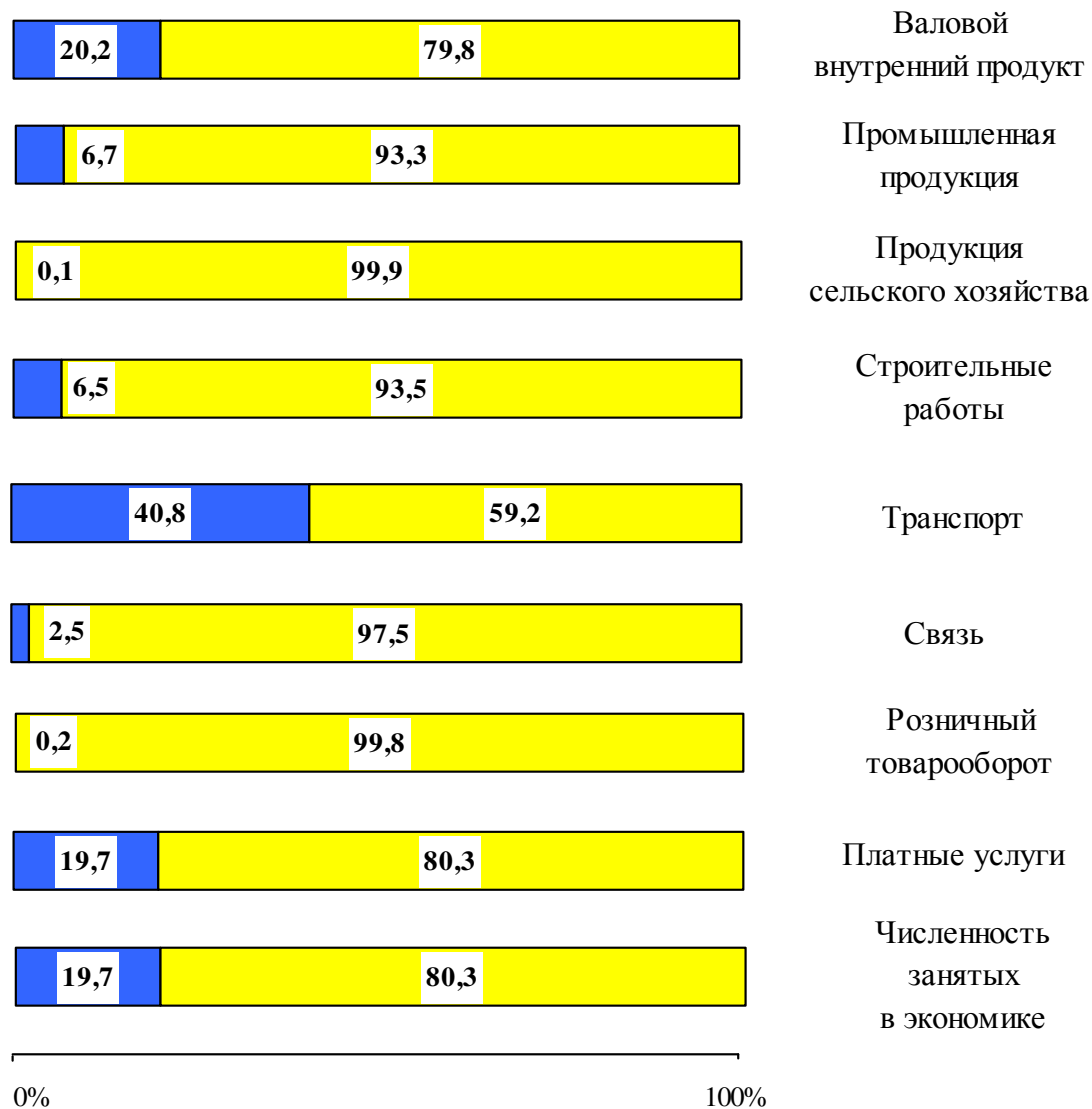 20,2 79,8 Валовой
внутренний продукт
6,7 93,3 Промышленная
продукция
0,1 99,9 Продукция
сельского хозяйства
6,5 93,5 Строительные
работы
40,8 59,2 Транспорт
2,5 97,5 Связь
0,2 99,8 Розничный
товарооборот
19,7 80,3 Платные услуги
19,7 80,3 Численность
занятых
в экономике
0% 100%